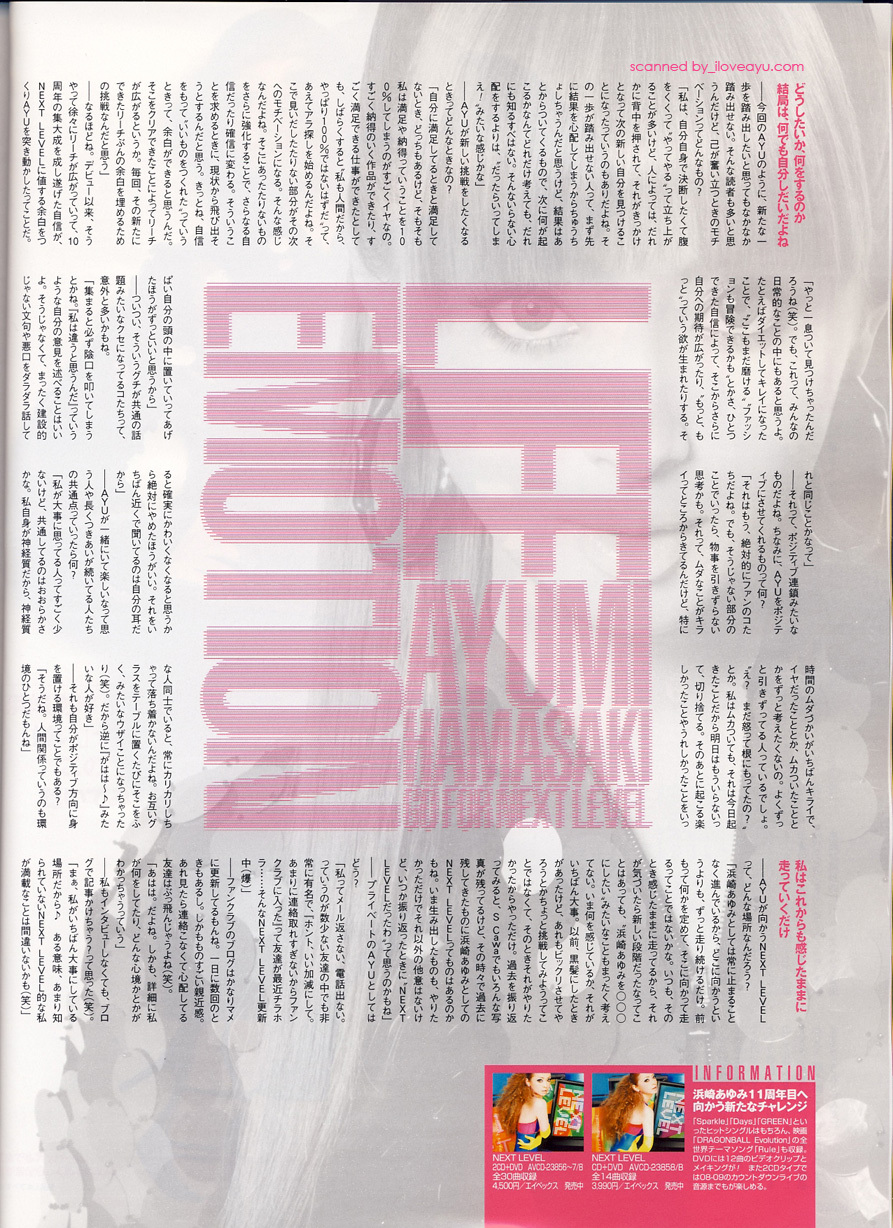 scanned by_iloveayu.com
どうしたいか、何をするのか
結局は、何でも自分しだいだよね
――今回のAYUのように、新たな一
歩を踏み出したいと思ってもなかなか
踏み出せない、そんな読者も多いと思
うんだけど、己が奮い立つときのモチ
ベーションってどんなもの?
「私は、自分自身で決断したくて腹
をくくって“やってやる”って立ち上が
ることが多いけど、人によっては、だれ
かに背中を押されて、それがきっかけ
となって次の新しい自分を見つけるこ
とになったっていうのもありだよね。そ
の一歩が踏み出せない人って、まず先
に結果を心配してしまうからちゅうち
ょしちゃうんだと思うけど、結果はあ
とからついてくるもので、次に何が起
こるかなんてどれだけ考えても、だれ
にも知るすべはない。そんないらない心
配をするよりは、“だったらいってしま
え!”みたいな感じかな」
――AYUが新しい挑戦をしたくなる
ときってどんなときなの?
「自分に満足してるときと満足して
ないとき、どっちもあるけど、そもそも
私は満足や納得っていうことを10
0%してしまうのがすごくイヤなの。
すごく納得のいく作品ができたり、す
ごく満足できる仕事ができたとして
も、しばらくすると「私も人間だから、
やっぱり100%ではないはずだ」って、
あえてアラ探しを始めるんだよね。そ
こで見いだしたたりない部分がその次
へのモチベーションになる。そんな感じ
なんだよね。そこにあったたりないもの
をさらに強化することで、さらなる自
信だったり確信に変わる。そういうこ
とを求めるときに、現状から飛び出そ
うとするんだと思う。きっとね、自信
をもって“いいものをつくれた”っていう
ときって、余白ができると思うんだ。
そこをクリアできたことによってリーチ
が広がるというか。毎回、その新たに
できたリーチぶんの余白を埋めるため
の挑戦なんだと思う」
――なるほどね。デビュー以来、そう
やって徐々にリーチが広がっていって、10
周年の集大成を成し遂げた自信が、
NEXT LEVELに値する余白をつ
くりAYUを突き動かしたってことだ。
「やっと一息ついて見つけちゃったんだ
ろうね(笑)。でも、これって、みんなの
日常的なことの中にもあると思うよ。
たとえばダイエットしてキレイになった
ことで、“ここもまだ磨ける”“ファッシ
ョンも冒険できるかも”とかさ、ひとつ
できた自信によって、そこからさらに
自分への期待が広がったり、“もっと、も
っと”っていう欲が生まれたりする。そ
れと同じことかなって」
――それって、ポジティブ連鎖みたいな
ものだよね。ちなみに、AYUをポジテ
ィブにさせてくれるものって何?
「それはもう、絶対的にファンのコた
ちだよね。でも、そうじゃない部分の
ことでいったら、物事を引きずらない
思考かも。それって、ムダなことがキラ
イってところからきてるんだけど、特に
時間のムダづかいがいちばんキライで、
イヤだったこととか、ムカついたことと
かをずっと考えたくないの。よくずっ
と引きずってる人っているでしょ。
“え? まだ怒って根にもってたの?”
とか。私はムカついても、それは今日起
きたことだから明日はもういらないっ
て、切り捨てる。そのあとに起こる楽
しかったことやうれしかったことをいっ
ぱい自分の頭の中に置いていってあげ
たほうがずっといいと思うから」
――ついつい、そういうグチが共通の話
題みたいなクセになってるコたちって、
意外と多いかもね。
「集まると必ず陰口を叩いてしまう
とかね。「私は違うと思うんだ」っていう
ような自分の意見を述べることはいい
よ。そうじゃなくて、まったく建設的
じゃない文句や悪口をダラダラ話して
ると確実にかわいくなくなると思うか
ら絶対にやめたほうがいい。それをい
ちばん近くで聞いてるのは自分の耳だ
から」
――AYUが一緒にいて楽しいなって思
う人や長くつきあいが続いてる人たち
の共通点っていったら何?
「私が大事に思ってる人ってすごく少
ないけど、共通してるのはおおらかさ
かな。私自身が神経質だから、神経質
な人同士でいると、常にカリカリしち
ゃって落ち着かないんだよね。お互いグ
ラスをテーブルに置くたびにそこをふ
く、みたいなウザイことになっちゃった
り(笑)。だから逆に「がはは〜♪」みた
いな人が好き」
――それも自分がポジティブ方向に身
を置ける環境ってことでもある?
「そうだね。人間関係っていうのも環
境のひとつだもんね」
LIFE
EMOTION
AYUMI
HAMASAKI
GO FOR NEXT LEVEL
私はこれからも感じたままに
走っていくだけ
――AYUが向かうNEXT LEVEL
って、どんな場所なんだろう?
「浜崎あゆみとしては常に止まること
なく進んでいるから、どこに向かうとい
うよりも、ずっと走り続けるだけ。前
もって何かを定めて、そこに向かって走
るってことではないかな。いつも、その
とき感じたままに走ってるから、それ
が気づいたら新しい段階だったなってこ
とはあっても、“浜崎あゆみを○○○
にしたい”みたいなこともまったく考え
てない。いま何を感じているか、それが
いちばん大事。以前、黒髪にしたとき
があったけど、あれもビックリさせてや
ろうとかちょっと挑戦してみようってこ
とではなくて、そのときそれがやりた
かったからやっただけ。過去を振り返
ってみると、S Cawaでもいろんな写
真が残ってるけど、その時々で過去に
残してきたものに浜崎あゆみとしての
NEXT LEVELってものはあるのか
もね。いま生み出したものも、やりた
かっただけでそれ以外の他意はないけ
ど、いつか振り返ったときに「NEXT
LEVELだったわ」って思うのかもね」
――プライベートのAYUとしては
どう?
「私ってメール返さない、電話出ない。
っていうのが数少ない友達の中でも非
常に有名で、「ホント、いい加減にして。
あまりに連絡取れすぎないからファン
クラブに入った」って友達が最近チラホ
ラ……そんなNEXT LEVEL更新
中(爆)」
――ファンクラブのブログはかなりマメ
に更新してるもんね。一日に数回のと
きもあるし。しかもものすごい親近感。
あれ見たら連絡こなくて心配してる
友達はぶっ飛んじゃうよね(笑)。
「あはは。だよね。しかも、詳細に私
が何をしてたり、どんな心境かとかが
わかっちゃうっていう」
――私もインタビューしなくても、ブロ
グで記事かけちゃう?って思った(笑)。
「まぁ、私がいちばん大事にしている
場所だから♪ ある意味、あまり知
られていないNEXT LEVEL的な私
が満載なことは間違いないかも(笑)」
INFORMATION
浜崎あゆみ11周年目へ
向かう新たなチャレンジ
「Sparkle」「Days」「GREEN」とい
ったヒットシングルはもちろん、映画
「DRAGONBALL Evolution」の全
世界テーマソング「Rule」も収録。
DVDには12曲のビデオクリップと
メイキングが! また2CDタイプで
は08-09のカウントダウンライブの
音源までもが楽しめる。
NEXT LEVEL
NEXT LEVEL
NEXT LEVEL
2CD+DVD AVCD-23856〜7/B
全30曲収録
4,500円/エイベックス 発売中
NEXT LEVEL
CD+DVD AVCD-23858/B
全14曲収録
3,990円/エイベックス 発売中